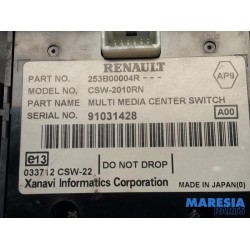 RENAULT
PART NO. 253B00004R---
MODEL NO. CSW-2010RN
AP9
PART NAME MULTI MEDIA CENTER SWITCH
SERIAL NO. 91031428
A00
e13
DO NOT DROP
033712 CSW-22
Xanavi Informatics Corporation MADE IN JAPAN(O)
MARESIA
PARTS